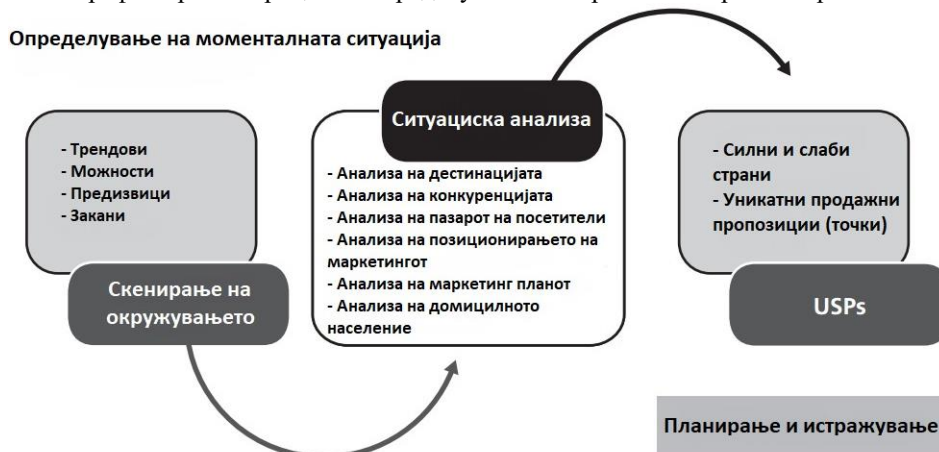 Определување на моменталната ситуација
- Трендови
- Можности
- Предизвици
- Закани
Скенирање на
окружувањето
Ситуациска анализа
- Анализа на дестинацијата
- Анализа на конкуренцијата
- Анализа на пазарот на посетители
- Анализа на позиционирањето на
маркетингот
- Анализа на маркетинг планот
- Анализа на домицилното
население
- Силни и слаби
страни
- Уникатни продажни
пропозиции (точки)
USPs
Планирање и истражување